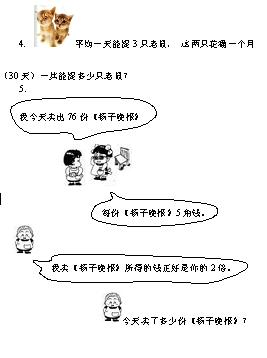 4. 平均一天能捉3只老鼠， 这两只花猫一个月
（30天）一共能捉多少只老鼠？
5.
我今天卖出76份《扬子晚报》
每份《扬子晚报》5角钱。
我卖《扬子晚报》所得的钱正好是你的2倍。
今天卖了多少份《扬子晚报》？